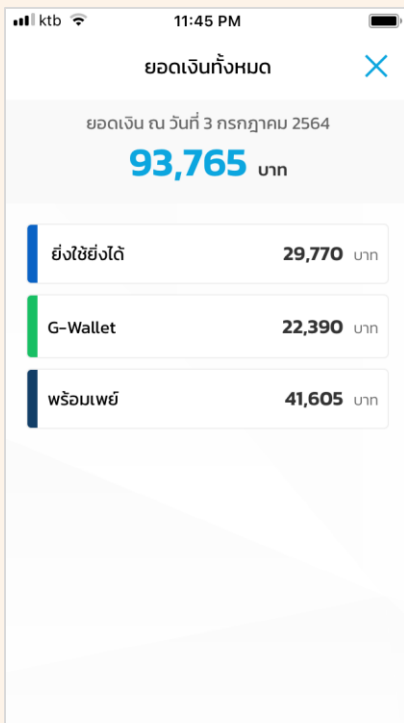 ktb 11:45 PM
ยอดเงินทั้งหมด
ยอดเงิน ณ วันที่ 3 กรกฎาคม 2564
93,765 บาท
ยิ่งใช้ยิ่งได้ 29,770 บาท
G-Wallet 22,390 บาท
พร้อมเพย์ 41,605 บาท